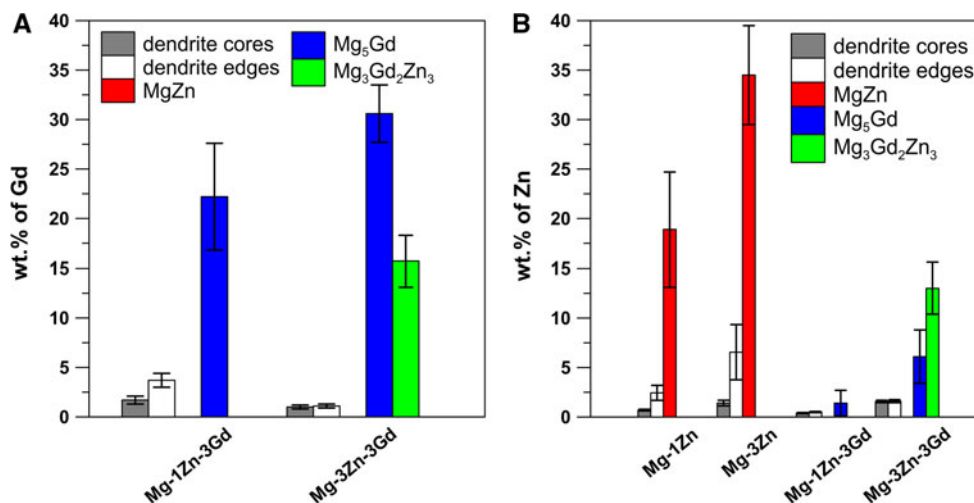 A
wt.% of Gd
40
35
30
25
20
15
10
5
0
dendrite cores
dendrite edges
MgZn
Mg₅Gd
Mg₃Gd₂Zn₃
Mg-1Zn-3Gd
Mg-3Zn-3Gd
B
wt.% of Zn
40
35
30
25
20
15
10
5
0
dendrite cores
dendrite edges
MgZn
Mg₅Gd
Mg₃Gd₂Zn₃
Mg-1Zn
Mg-3Zn
Mg-1Zn-3Gd
Mg-3Zn-3Gd